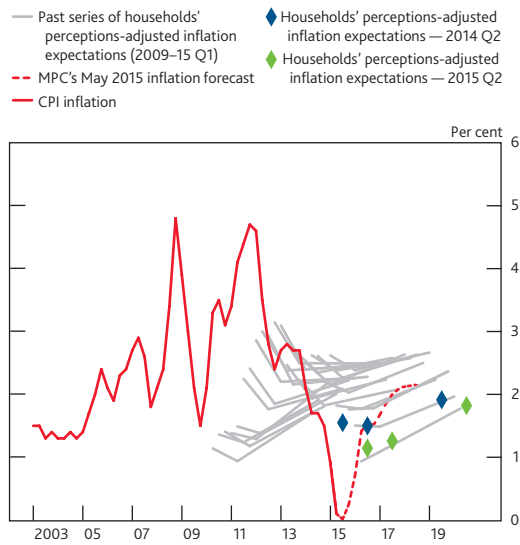 Past series of households'
perceptions-adjusted inflation
expectations (2009–15 Q1)
MPC's May 2015 inflation forecast
CPI inflation
Households' perceptions-adjusted
inflation expectations — 2014 Q2
Households' perceptions-adjusted
inflation expectations — 2015 Q2
Per cent
6
5
4
3
2
1
0
2003 05 07 09 11 13 15 17 19